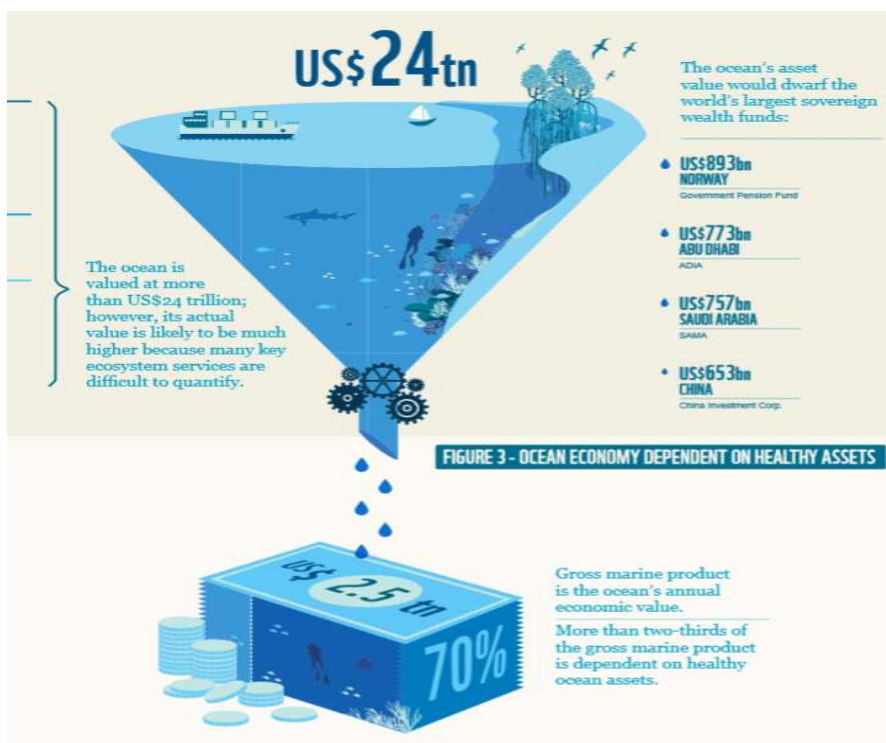 US$24tn
The ocean's asset
value would dwarf the
world's largest sovereign
wealth funds:
US$893bn
NORWAY
Government Pension Fund
US$773bn
ABU DHABI
ADIA
US$757bn
SAUDI ARABIA
SAMA
US$653bn
CHINA
China Investment Corp.
The ocean is
valued at more
than US$24 trillion;
however, its actual
value is likely to be much
higher because many key
ecosystem services are
difficult to quantify.
FIGURE 3 - OCEAN ECONOMY DEPENDENT ON HEALTHY ASSETS
US$ 2.5 tn
70%
Gross marine product
is the ocean's annual
economic value.
More than two-thirds of
the gross marine product
is dependent on healthy
ocean assets.